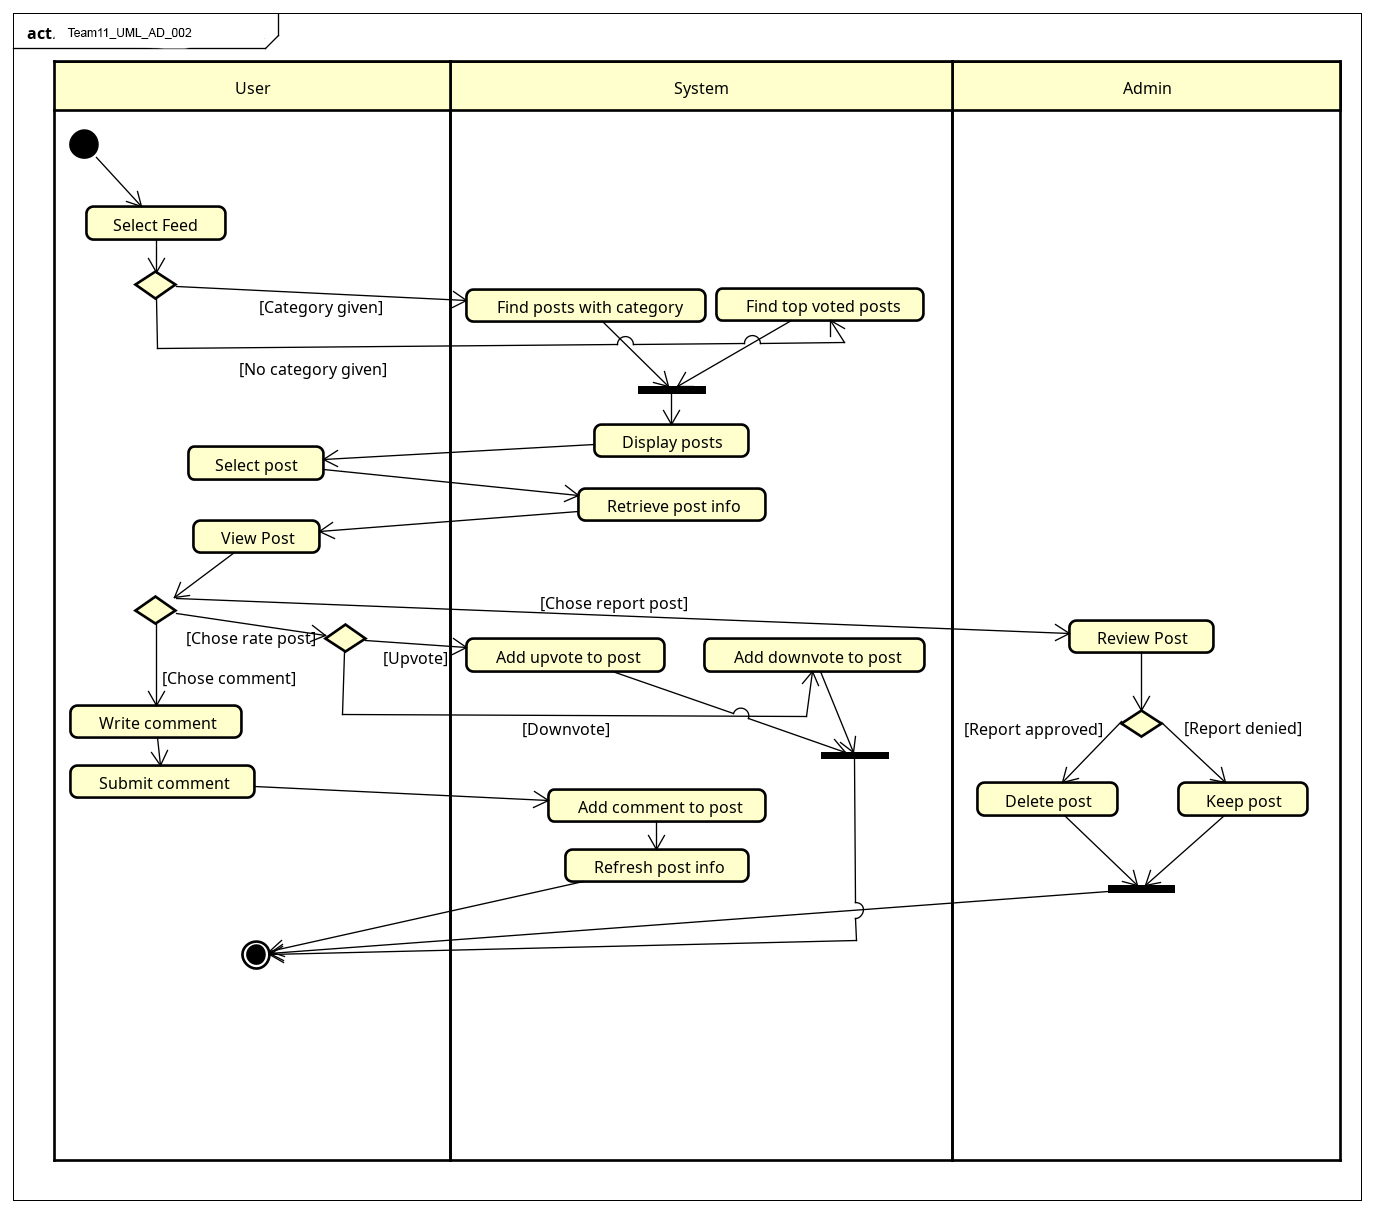 act. Team11_UML_AD_002
User
System
Admin
Select Feed
[Category given]
Find posts with category
Find top voted posts
[No category given]
Display posts
Select post
Retrieve post info
View Post
[Chose report post]
[Chose rate post]
[Upvote]
Add upvote to post
Add downvote to post
Review Post
[Chose comment]
Write comment
[Downvote]
[Report approved]
[Report denied]
Submit comment
Add comment to post
Delete post
Keep post
Refresh post info